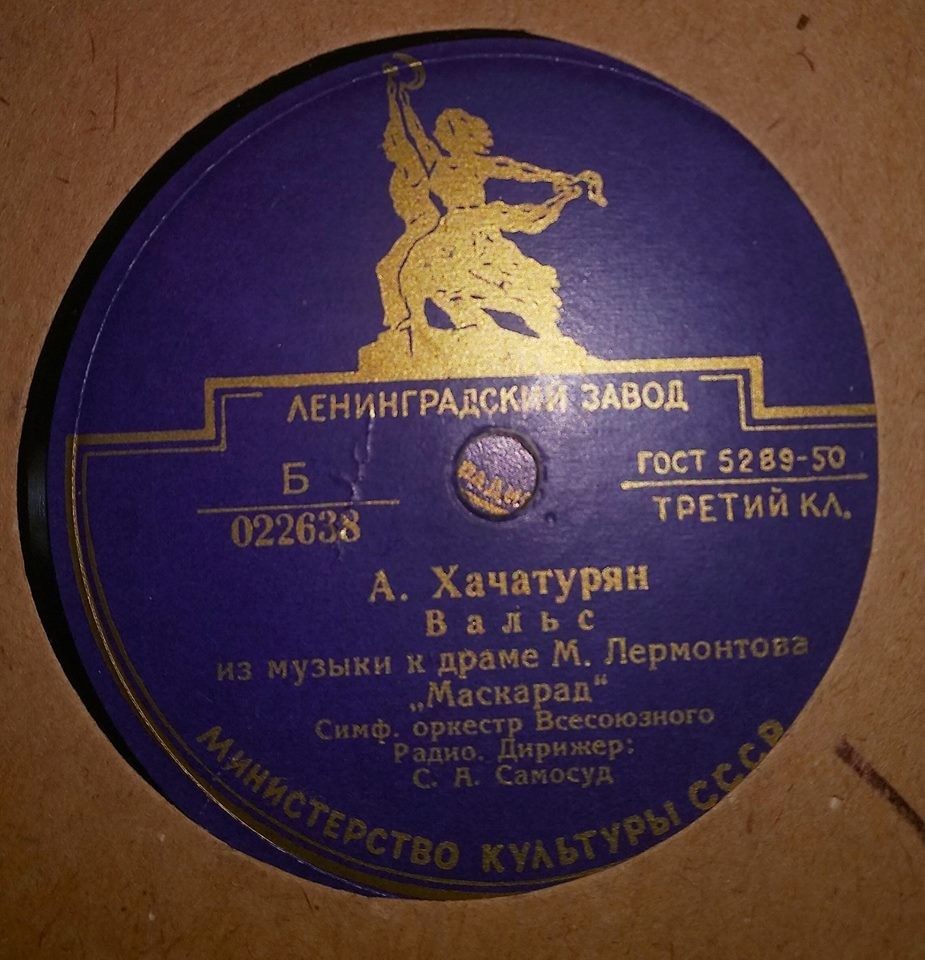 ЛЕНИНГРАДСКИЙ ЗАВОД
Б
022638
ГОСТ 5289-50
ТРЕТИЙ КЛ.
А. Хачатурян
Вальс
из музыки к драме М. Лермонтова
„Маскарад“
Симф. оркестр Всесоюзного
Радио. Дирижер:
С. А. Самосуд
МИНИСТЕРСТВО КУЛЬТУРЫ СССР